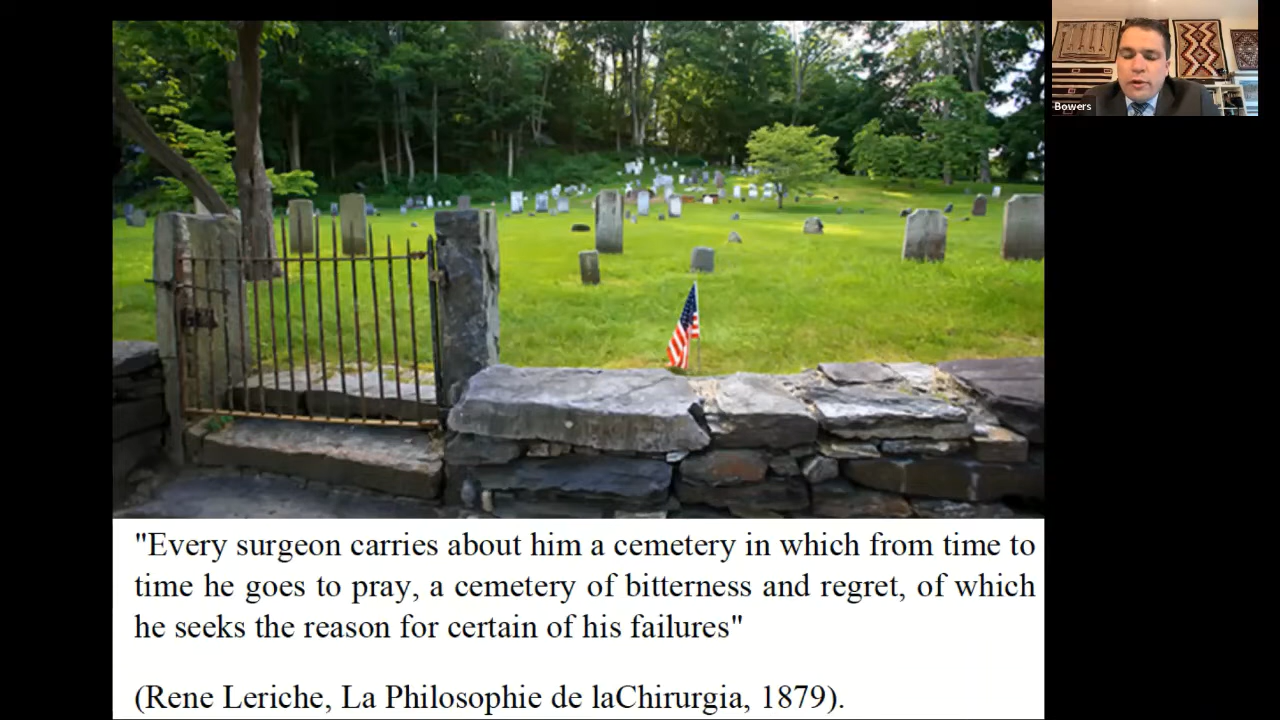 Bowers
"Every surgeon carries about him a cemetery in which from time to
time he goes to pray, a cemetery of bitterness and regret, of which
he seeks the reason for certain of his failures"
(Rene Leriche, La Philosophie de laChirurgia, 1879).